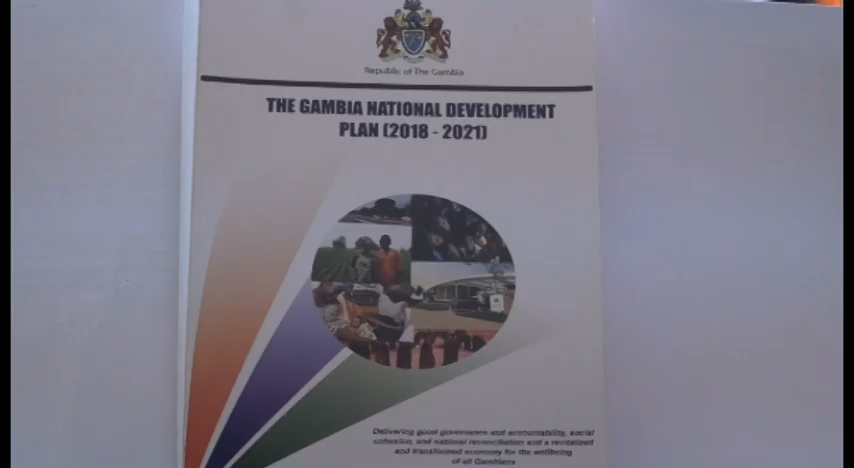 Republic of The Gambia
THE GAMBIA NATIONAL DEVELOPMENT
PLAN (2018 - 2021)
Delivering good governance and accountability, social
cohesion, and national reconciliation and a revitalized
and transformed economy for the wellbeing
of all Gambians